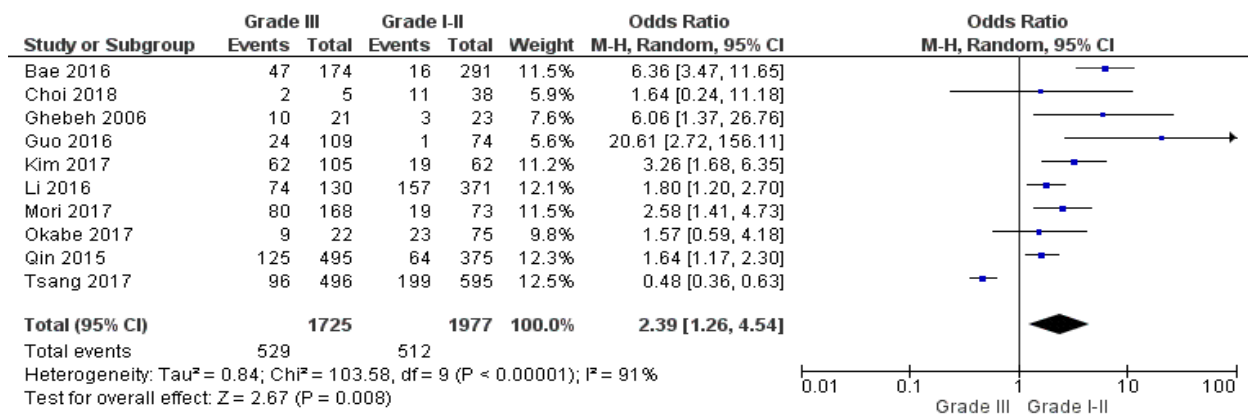 Grade III Grade I-II Odds Ratio Odds Ratio
Study or Subgroup Events Total Events Total Weight M-H, Random, 95% CI M-H, Random, 95% CI
Bae 2016 47 174 16 291 11.5% 6.36 [3.47, 11.65]
Choi 2018 2 5 11 38 5.9% 1.64 [0.24, 11.18]
Ghebeh 2006 10 21 3 23 7.6% 6.06 [1.37, 26.76]
Guo 2016 24 109 1 74 5.6% 20.61 [2.72, 156.11]
Kim 2017 62 105 19 62 11.2% 3.26 [1.68, 6.35]
Li 2016 74 130 157 371 12.1% 1.80 [1.20, 2.70]
Mori 2017 80 168 19 73 11.5% 2.58 [1.41, 4.73]
Okabe 2017 9 22 23 75 9.8% 1.57 [0.59, 4.18]
Qin 2015 125 495 64 375 12.3% 1.64 [1.17, 2.30]
Tsang 2017 96 496 199 595 12.5% 0.48 [0.36, 0.63]
Total (95% CI) 1725 1977 100.0% 2.39 [1.26, 4.54]
Total events 529 512
Heterogeneity: Tau² = 0.84; Chi² = 103.58, df = 9 (P < 0.00001); I² = 91%
Test for overall effect: Z = 2.67 (P = 0.008)
0.01 0.1 1 10 100
Grade III Grade I-II